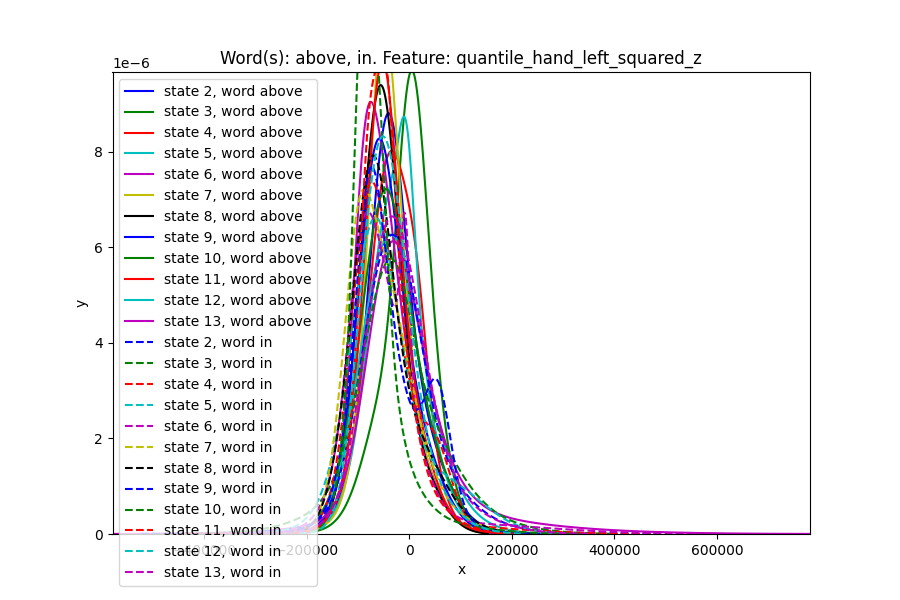 Word(s): above, in. Feature: quantile_hand_left_squared_z
1e−6
state 2, word above
state 3, word above
state 4, word above
state 5, word above
state 6, word above
state 7, word above
state 8, word above
state 9, word above
state 10, word above
state 11, word above
state 12, word above
state 13, word above
state 2, word in
state 3, word in
state 4, word in
state 5, word in
state 6, word in
state 7, word in
state 8, word in
state 9, word in
state 10, word in
state 11, word in
state 12, word in
state 13, word in
8
6
4
2
0
y
−400000 −200000 0 200000 400000 600000
x